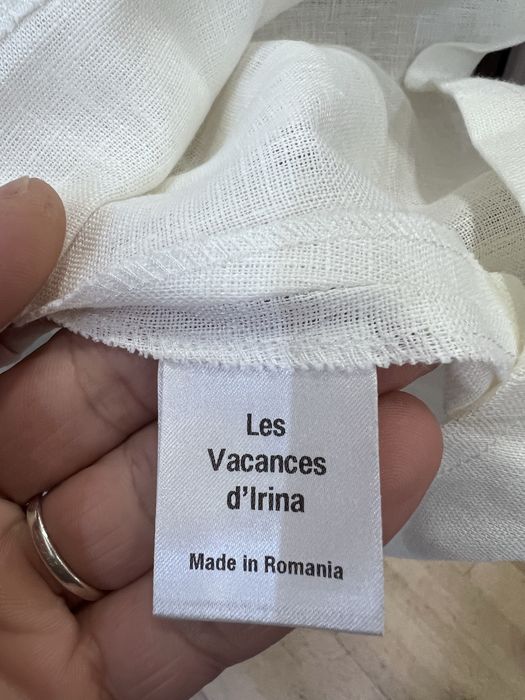 Les
Vacances
d'Irina
Made in Romania